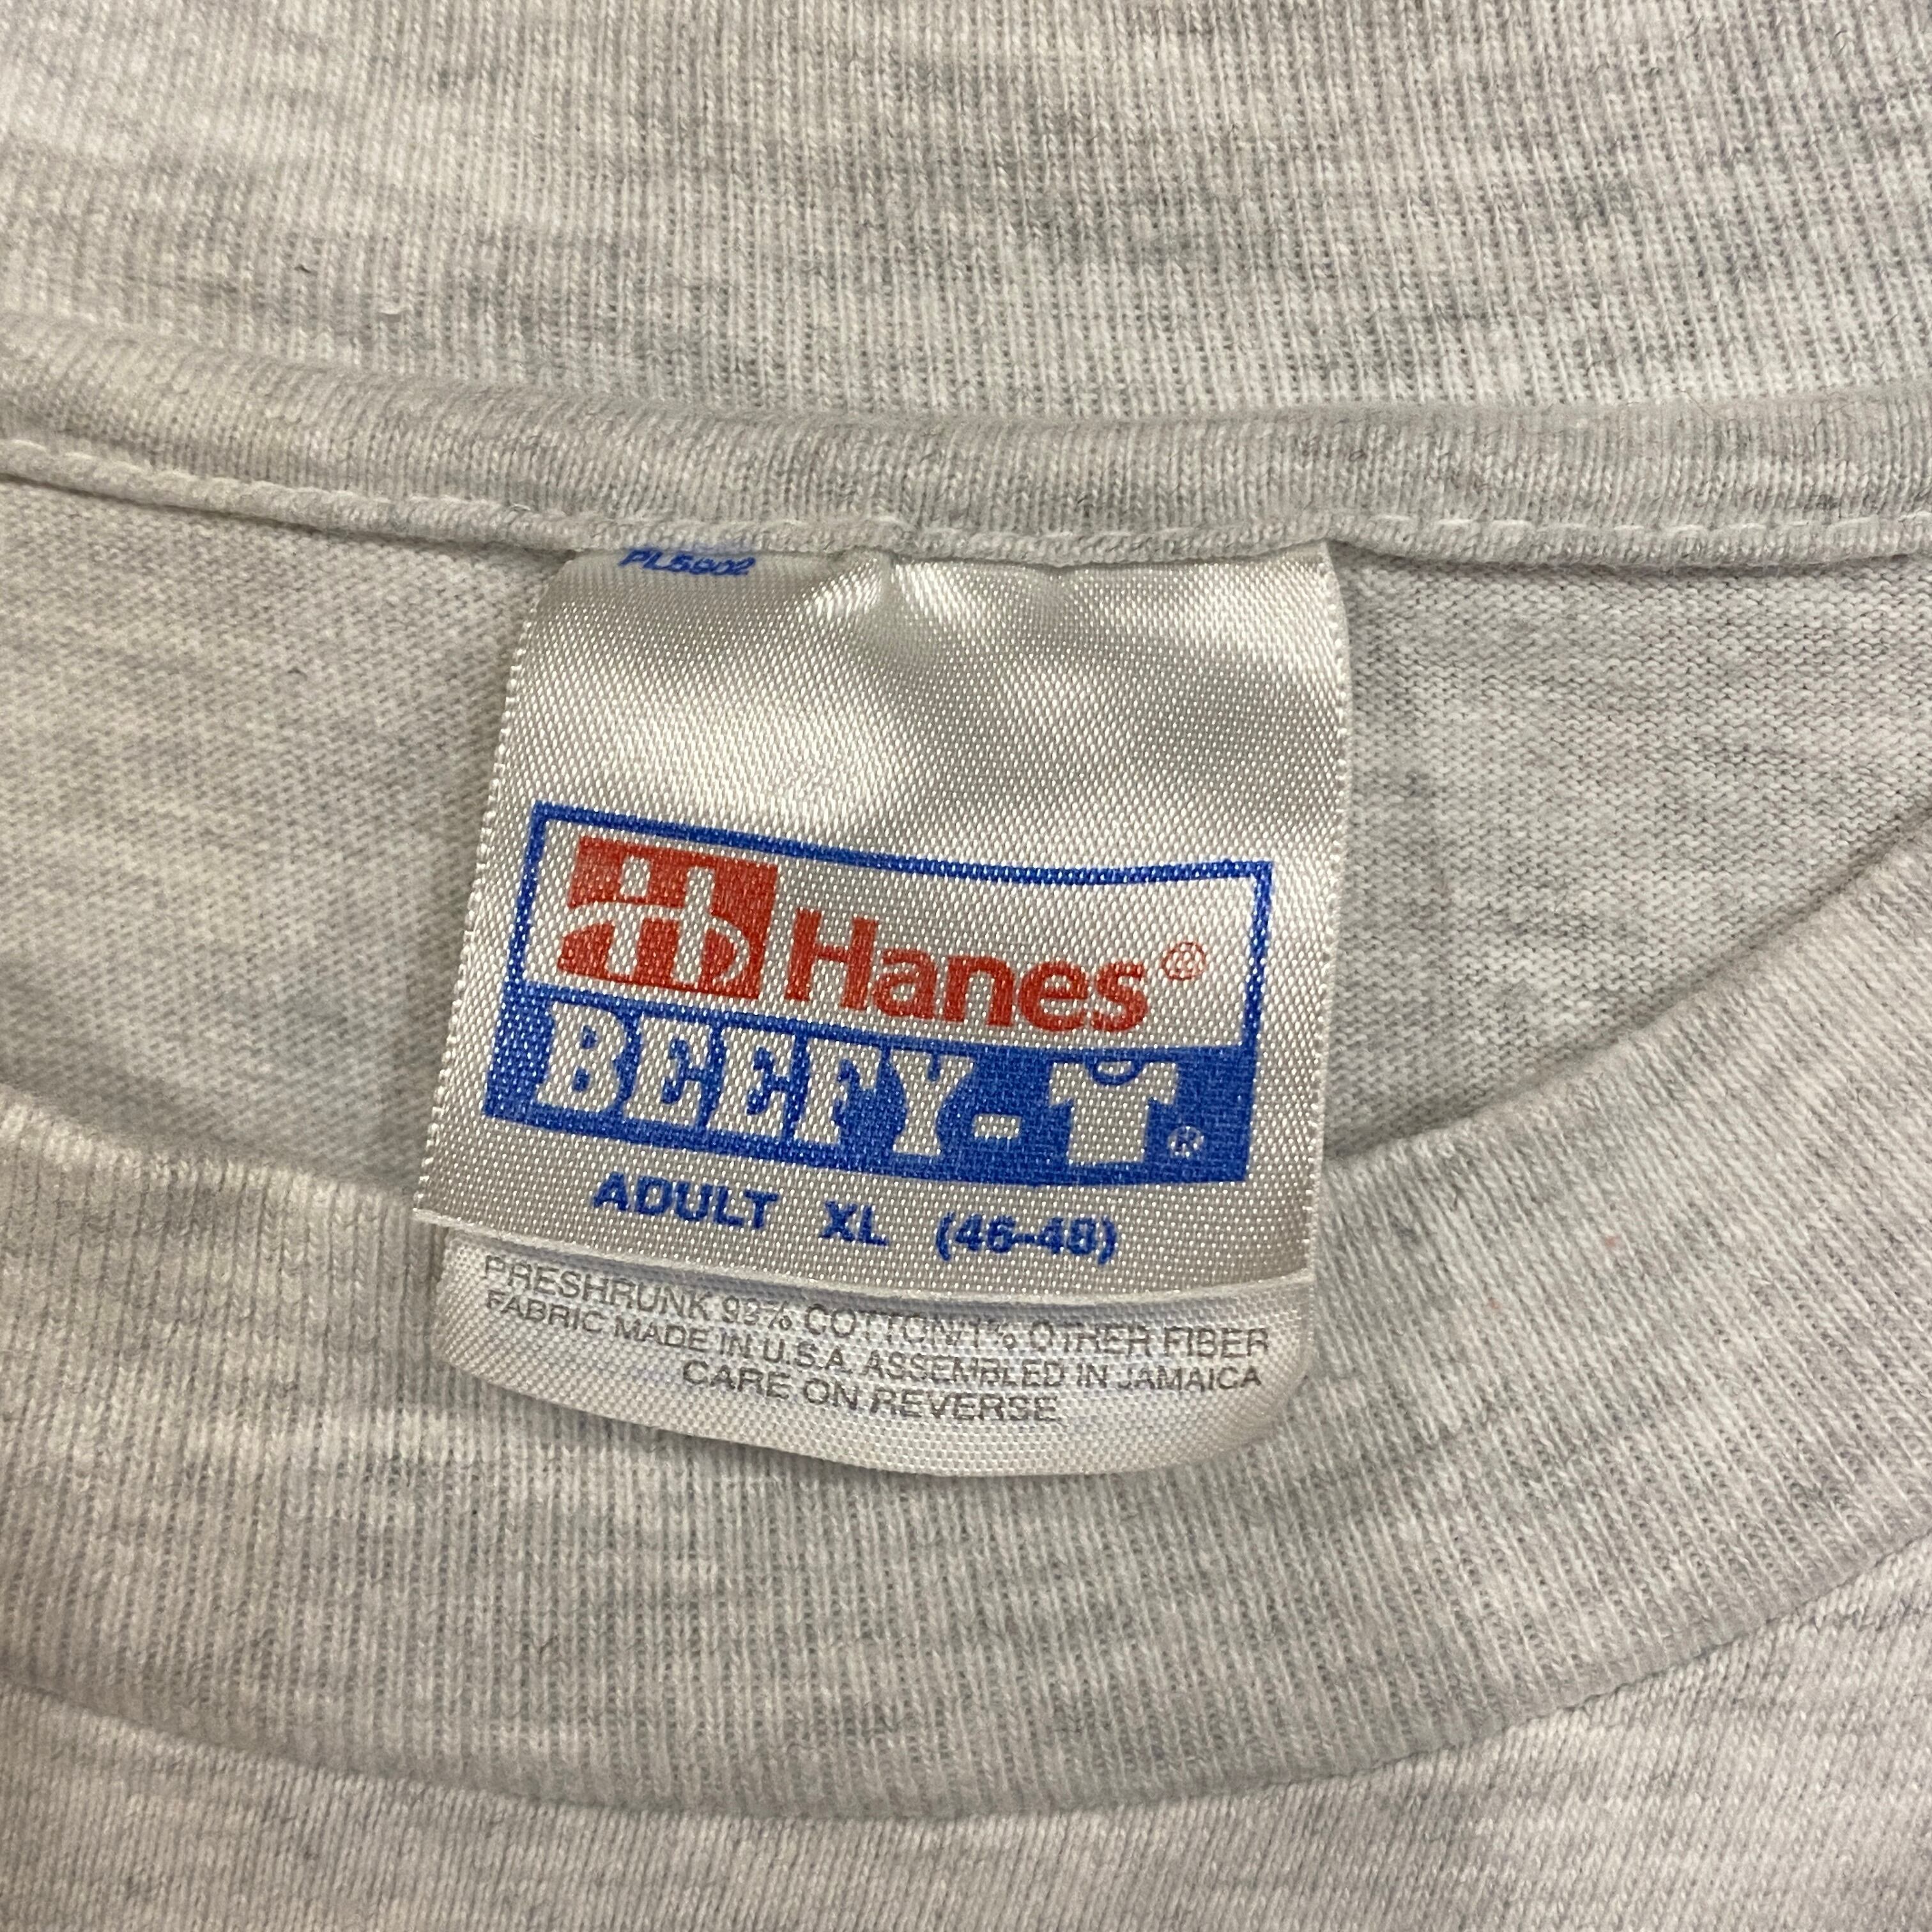 PL5902
Hanes®
BEEFY-T®
ADULT XL (46-48)
PRESHRUNK 99% COTTON/1% OTHER FIBER
FABRIC MADE IN U.S.A. ASSEMBLED IN JAMAICA
CARE ON REVERSE